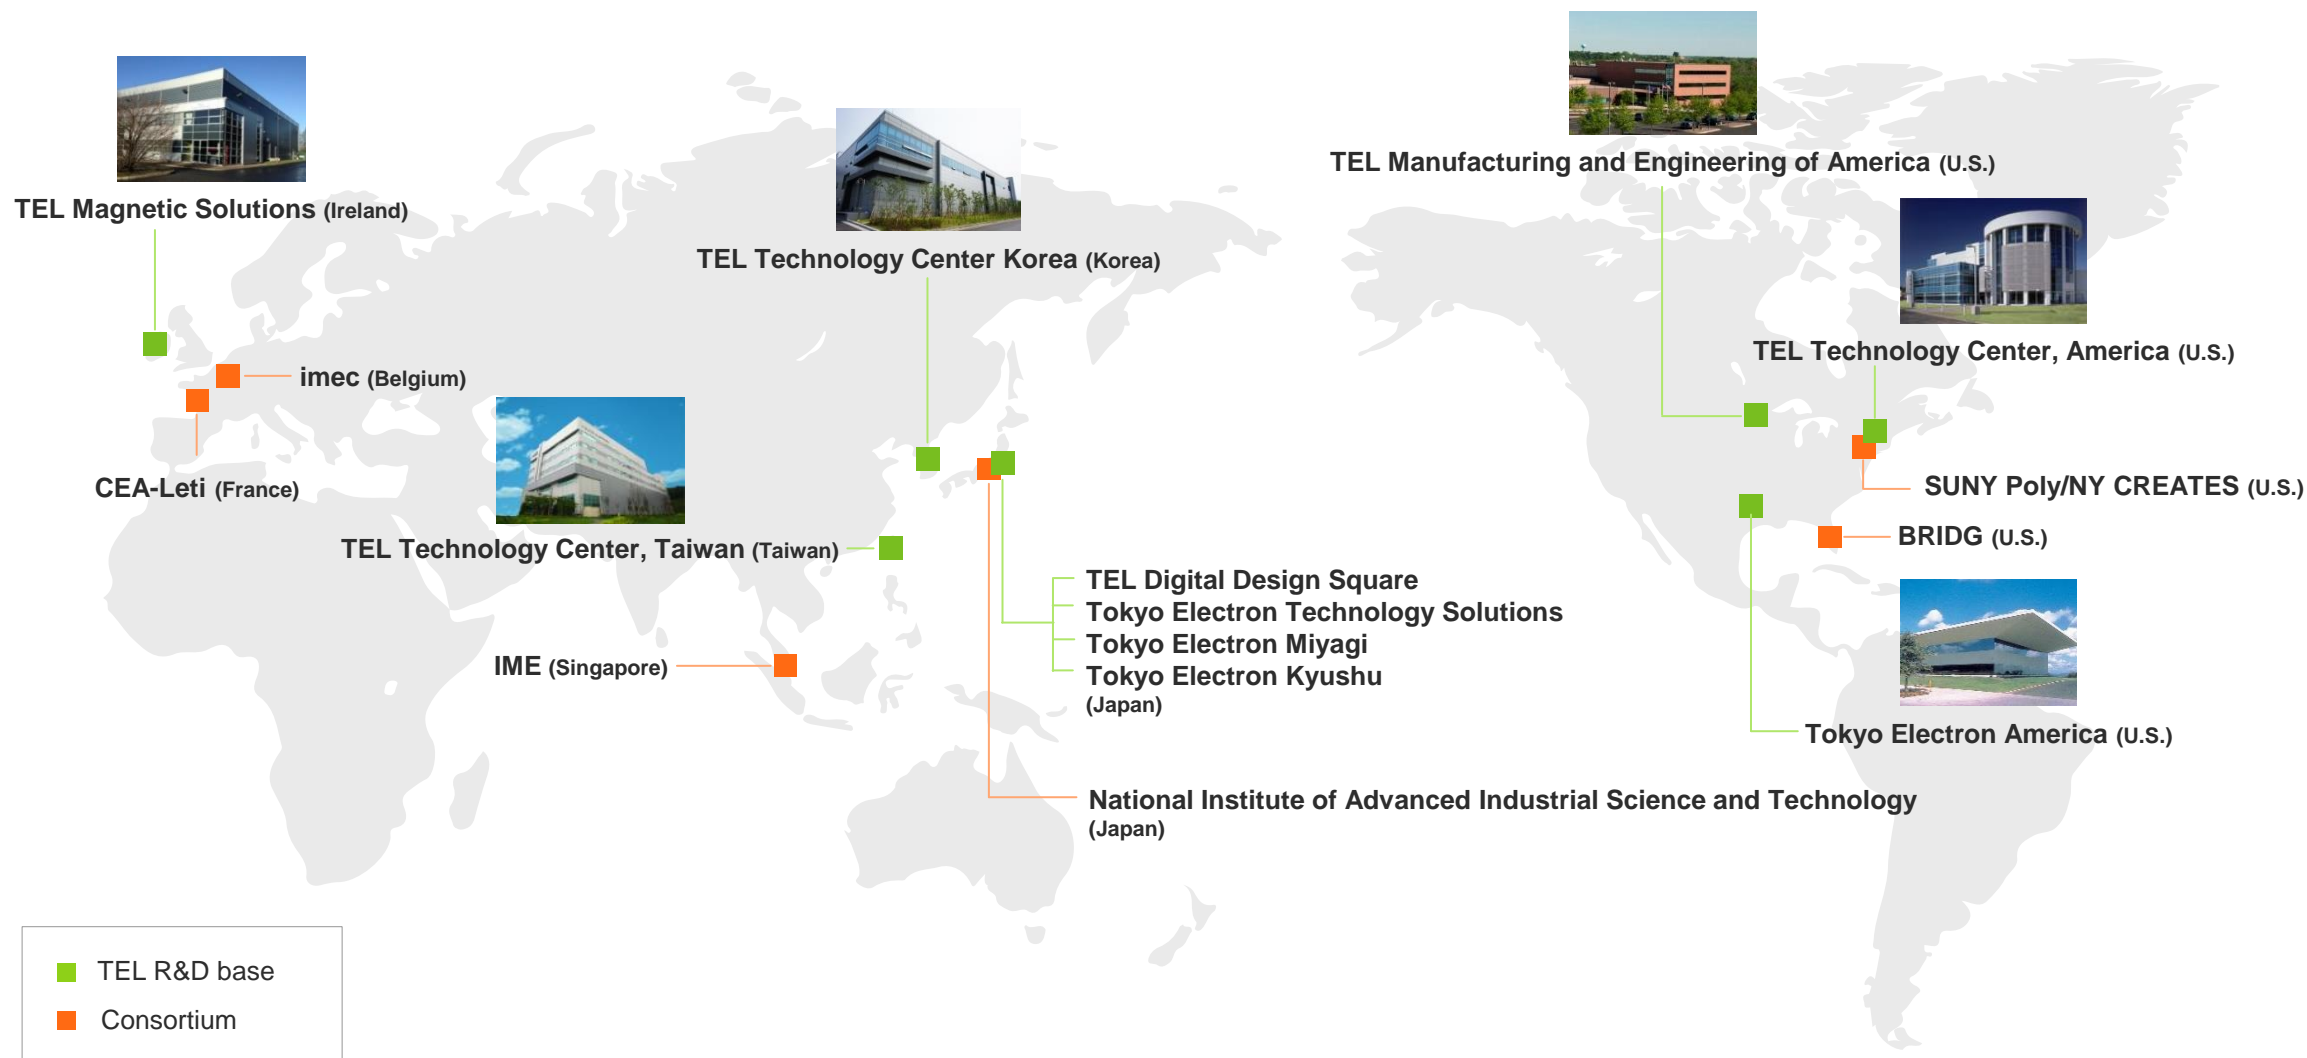 TEL Manufacturing and Engineering of America (U.S.)
TEL Magnetic Solutions (Ireland)
TEL Technology Center Korea (Korea)
TEL Technology Center, America (U.S.)
imec (Belgium)
CEA-Leti (France)
SUNY Poly/NY CREATES (U.S.)
BRIDG (U.S.)
TEL Technology Center, Taiwan (Taiwan)
TEL Digital Design Square
Tokyo Electron Technology Solutions
Tokyo Electron Miyagi
Tokyo Electron Kyushu
(Japan)
IME (Singapore)
Tokyo Electron America (U.S.)
National Institute of Advanced Industrial Science and Technology
(Japan)
TEL R&D base
Consortium